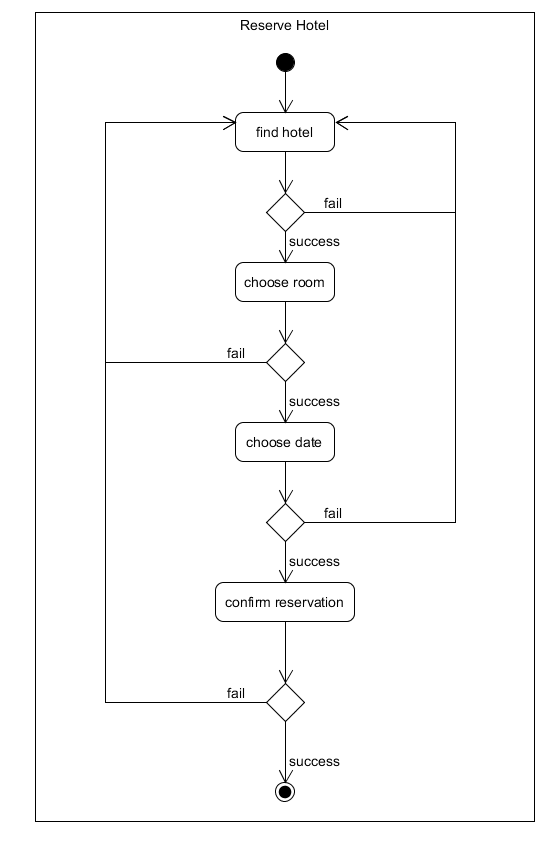 Reserve Hotel
find hotel
fail
success
choose room
fail
success
choose date
fail
success
confirm reservation
fail
success